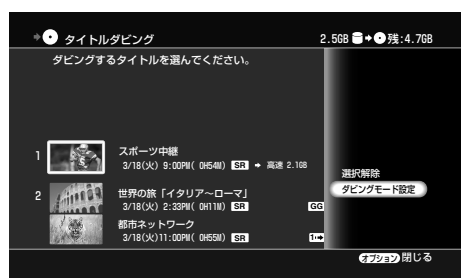 タイトルダビング 2.5GB 残:4.7GB
ダビングするタイトルを選んでください。
1 スポーツ中継
3/18(火) 9:00PM( 0H54M) SR 高速 2.1GB
選択解除
2 世界の旅「イタリア〜ローマ」 ダビングモード設定
3/18(火) 2:33PM( 0H11M) SR GG
都市ネットワーク
3/18(火)11:00PM( 0H55M) SR 1
オプション 閉じる